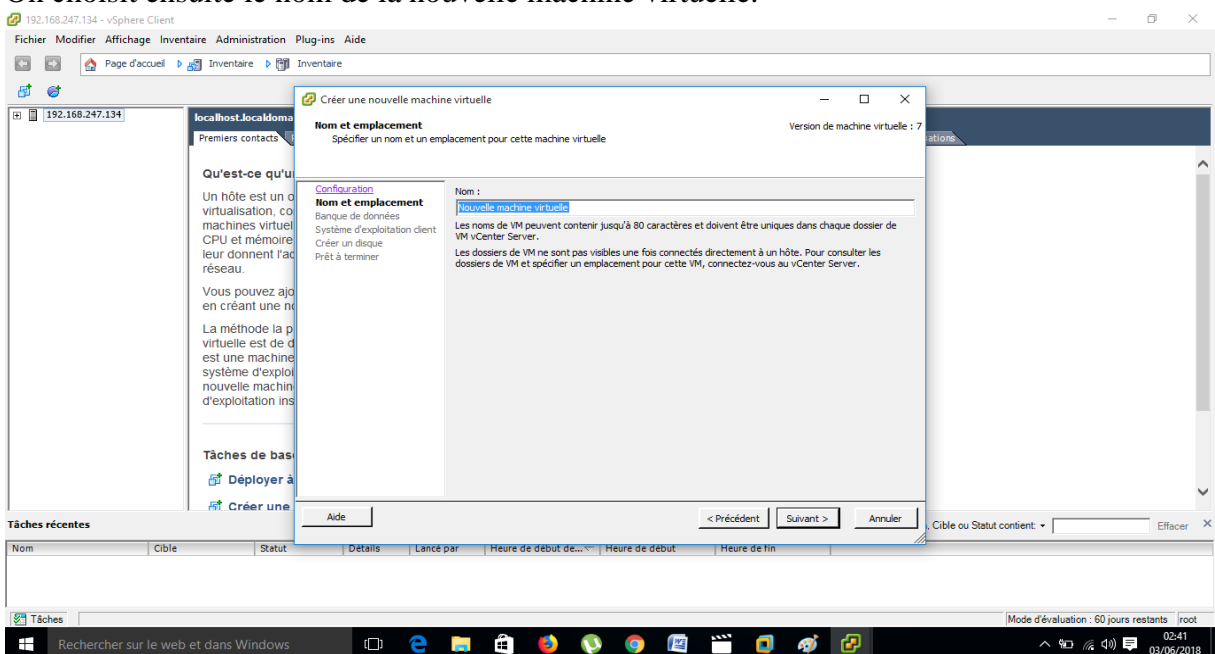 On choisit ensuite le nom de la nouvelle machine virtuelle.
192.168.247.134 - vSphere Client
Fichier Modifier Affichage Inventaire Administration Plug-ins Aide
Page d'accueil Inventaire Inventaire
192.168.247.134
localhost.localdoma
Premiers contacts
ations
Qu'est-ce qu'u
Un hôte est un o
virtualisation, co
machines virtuel
CPU et mémoire
leur donnent l'ac
réseau.
Vous pouvez ajo
en créant une no
La méthode la p
virtuelle est de d
est une machine
système d'exploi
nouvelle machin
d'exploitation ins
Tâches de bas
Déployer à
Créer une
Créer une nouvelle machine virtuelle
Nom et emplacement
Spécifier un nom et un emplacement pour cette machine virtuelle
Version de machine virtuelle : 7
Configuration
Nom et emplacement
Banque de données
Système d'exploitation client
Créer un disque
Prêt à terminer
Nom :
Nouvelle machine virtuelle
Les noms de VM peuvent contenir jusqu'à 80 caractères et doivent être uniques dans chaque dossier de
VM vCenter Server.
Les dossiers de VM ne sont pas visibles une fois connectés directement à un hôte. Pour consulter les
dossiers de VM et spécifier un emplacement pour cette VM, connectez-vous au vCenter Server.
Aide
< Précédent Suivant > Annuler
Tâches récentes
, Cible ou Statut contient: Effacer
Nom Cible Statut Détails Lancé par Heure de début de... Heure de début Heure de fin
Tâches
Mode d'évaluation : 60 jours restants root
Rechercher sur le web et dans Windows
02:41
03/06/2018